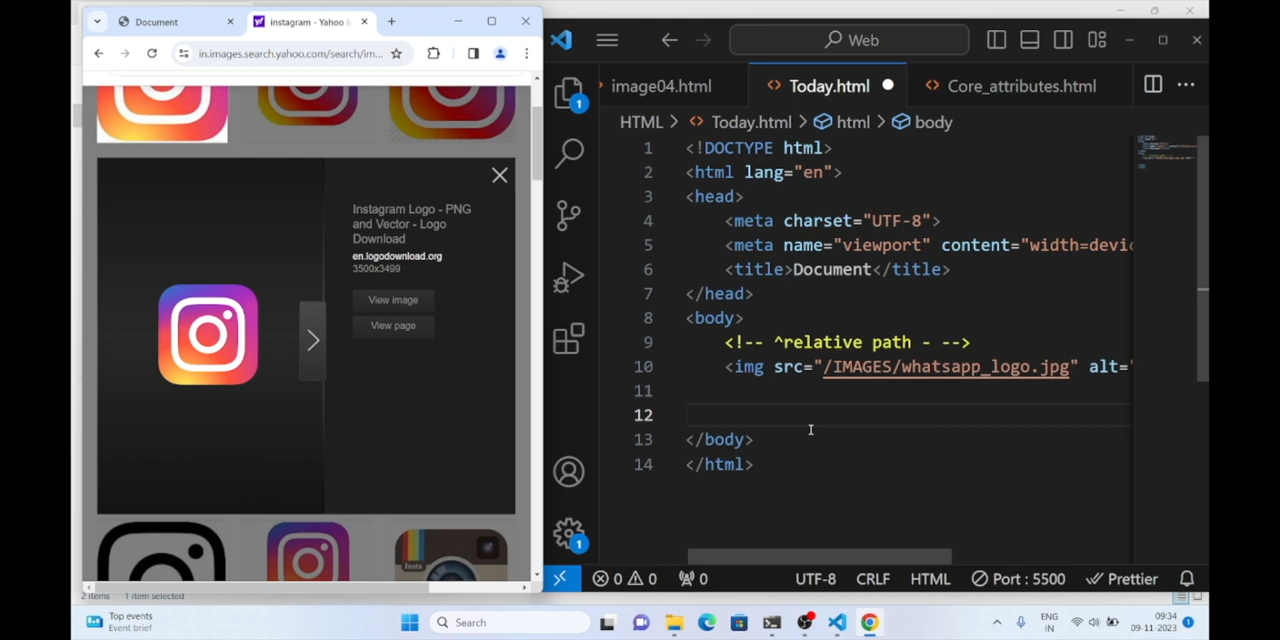 Document
instagram - Yahoo I
in.images.search.yahoo.com/search/im...
Instagram Logo - PNG
and Vector - Logo
Download
en.logodownload.org
3500x3499
View image
View page
Insta
2 items 1 item selected
Web
1
image04.html
Today.html
Core_attributes.html
HTML > Today.html > html > body
1 <!DOCTYPE html>
2 <html lang="en">
3 <head>
4 <meta charset="UTF-8">
5 <meta name="viewport" content="width=devic
6 <title>Document</title>
7 </head>
8 <body>
9 <!-- ^relative path - -->
10 <img src="/IMAGES/whatsapp_logo.jpg" alt="
11
12
13 </body>
14 </html>
1
0 0 0 UTF-8 CRLF HTML Port : 5500 Prettier
Top events
Event brief
Search
ENG
IN
09:34
09-11-2023
1